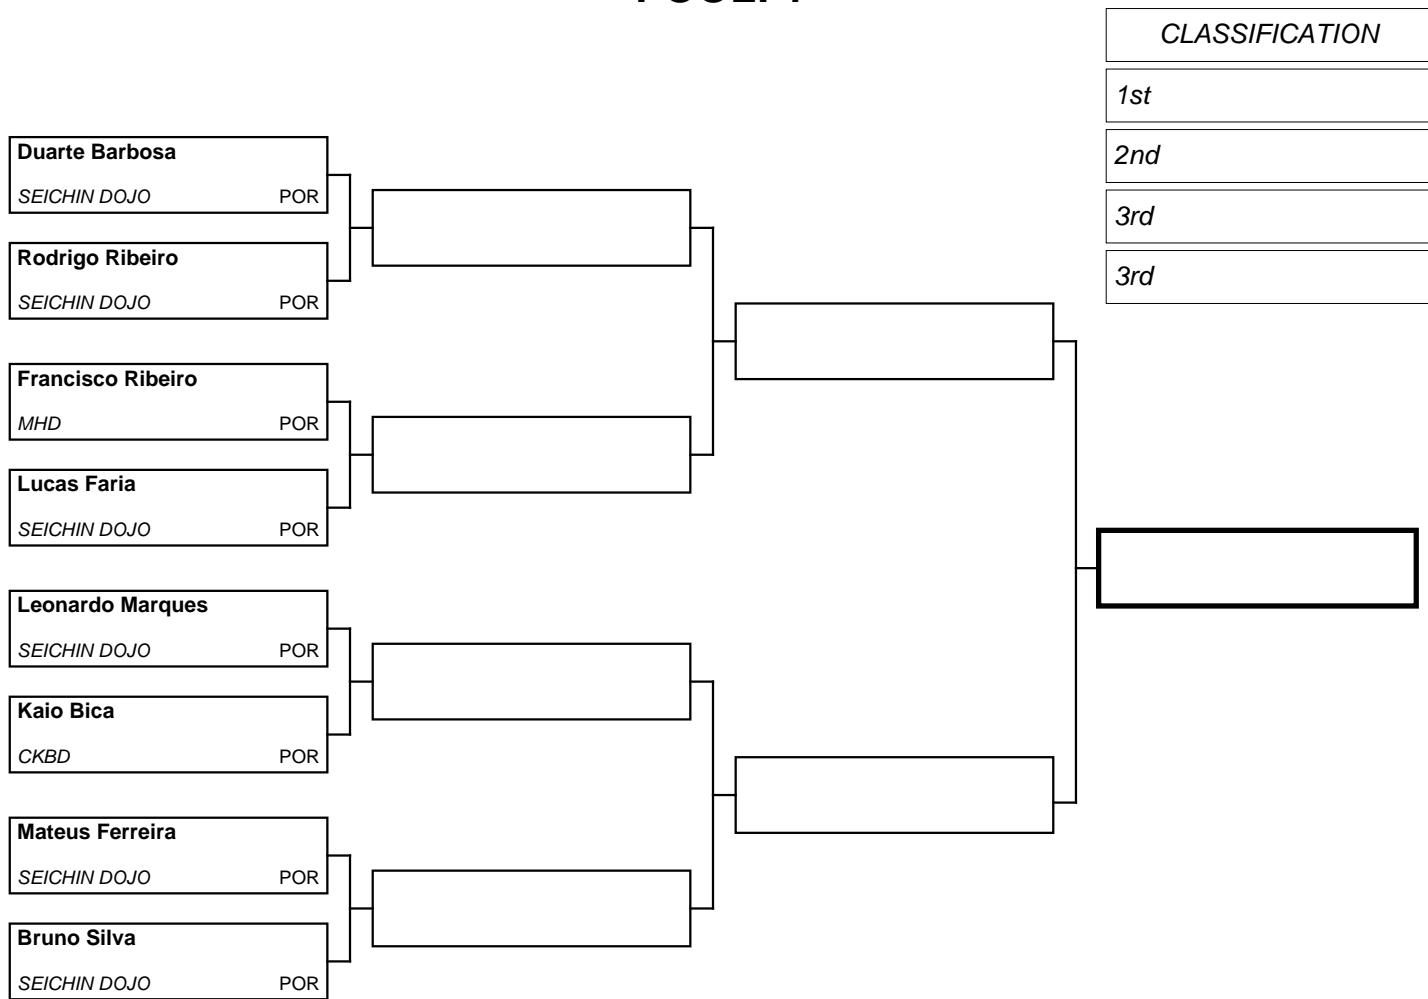 CLASSIFICATION
1st
2nd
3rd
3rd
Duarte Barbosa
SEICHIN DOJO POR
Rodrigo Ribeiro
SEICHIN DOJO POR
Francisco Ribeiro
MHD POR
Lucas Faria
SEICHIN DOJO POR
Leonardo Marques
SEICHIN DOJO POR
Kaio Bica
CKBD POR
Mateus Ferreira
SEICHIN DOJO POR
Bruno Silva
SEICHIN DOJO POR